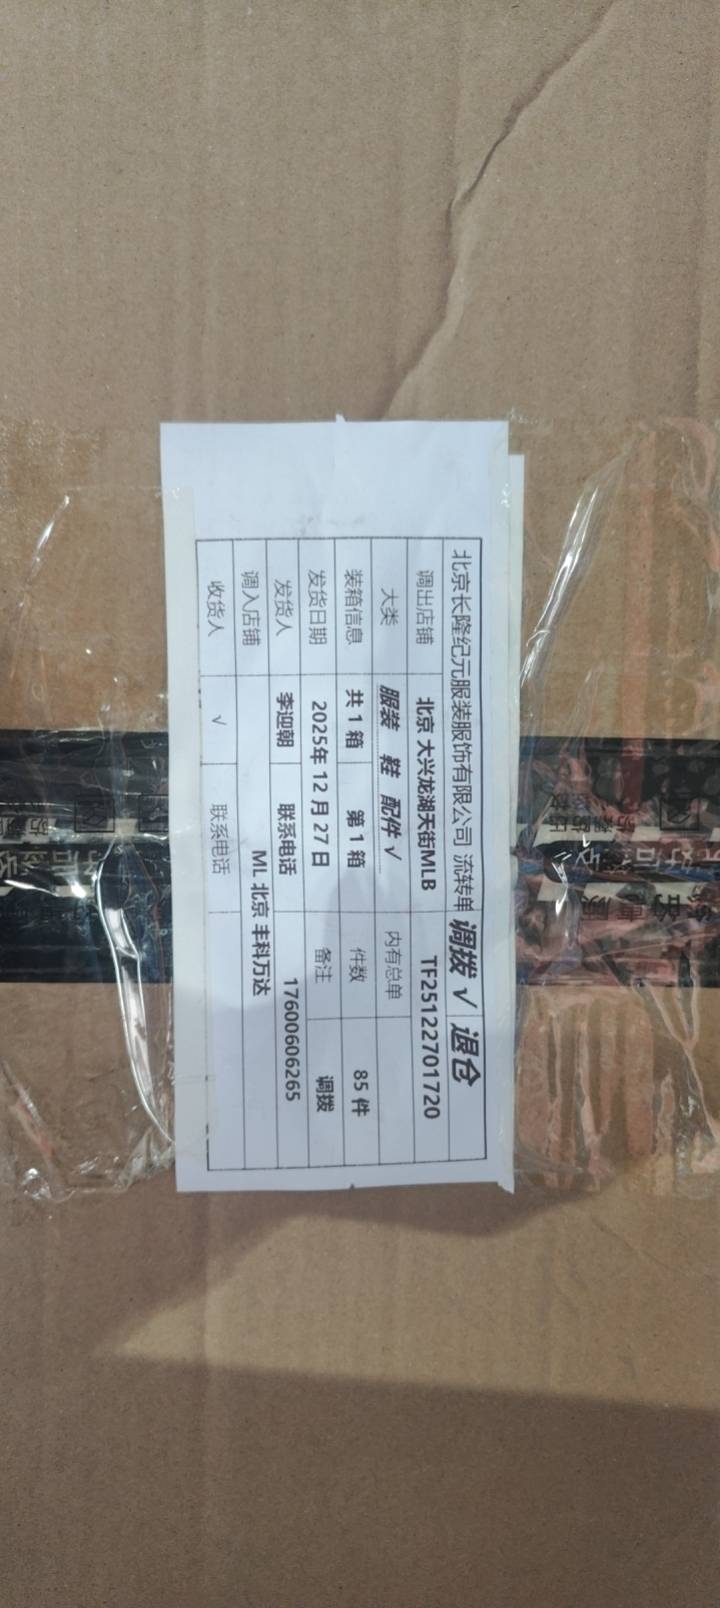 北京长隆纪元服装服饰有限公司 流转单 调拨 √ 退仓
调出店铺 北京 大兴龙湖天街MLB TF25122701720
大类 服装 鞋 配件 √ 内有总单
装箱信息 共 1 箱 第 1 箱 件数 85 件
发货日期 2025年 12 月 27 日 备注 调拨
发货人 李迎朝 联系电话 17600606265
调入店铺 ML 北京 丰科万达
收货人 √ 联系电话